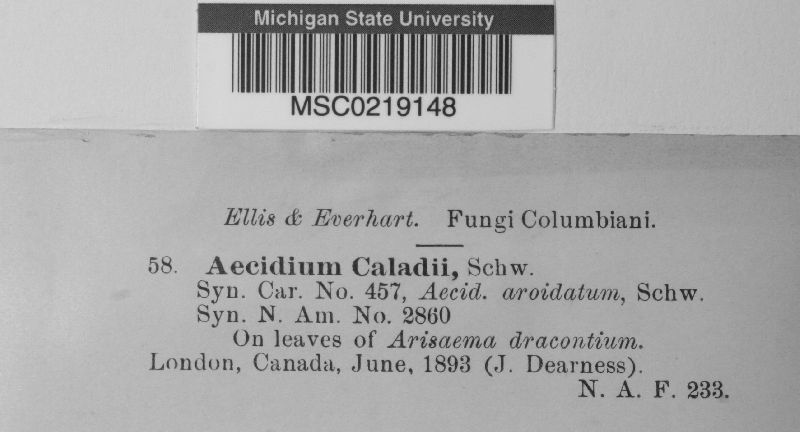 Michigan State University
MSC0219148
Ellis & Everhart. Fungi Columbiani.
58. Aecidium Caladii, Schw.
Syn. Car. No. 457, Aecid. aroidatum, Schw.
Syn. N. Am. No. 2860
On leaves of Arisaema dracontium.
London, Canada, June, 1893 (J. Dearness).
N. A. F. 233.